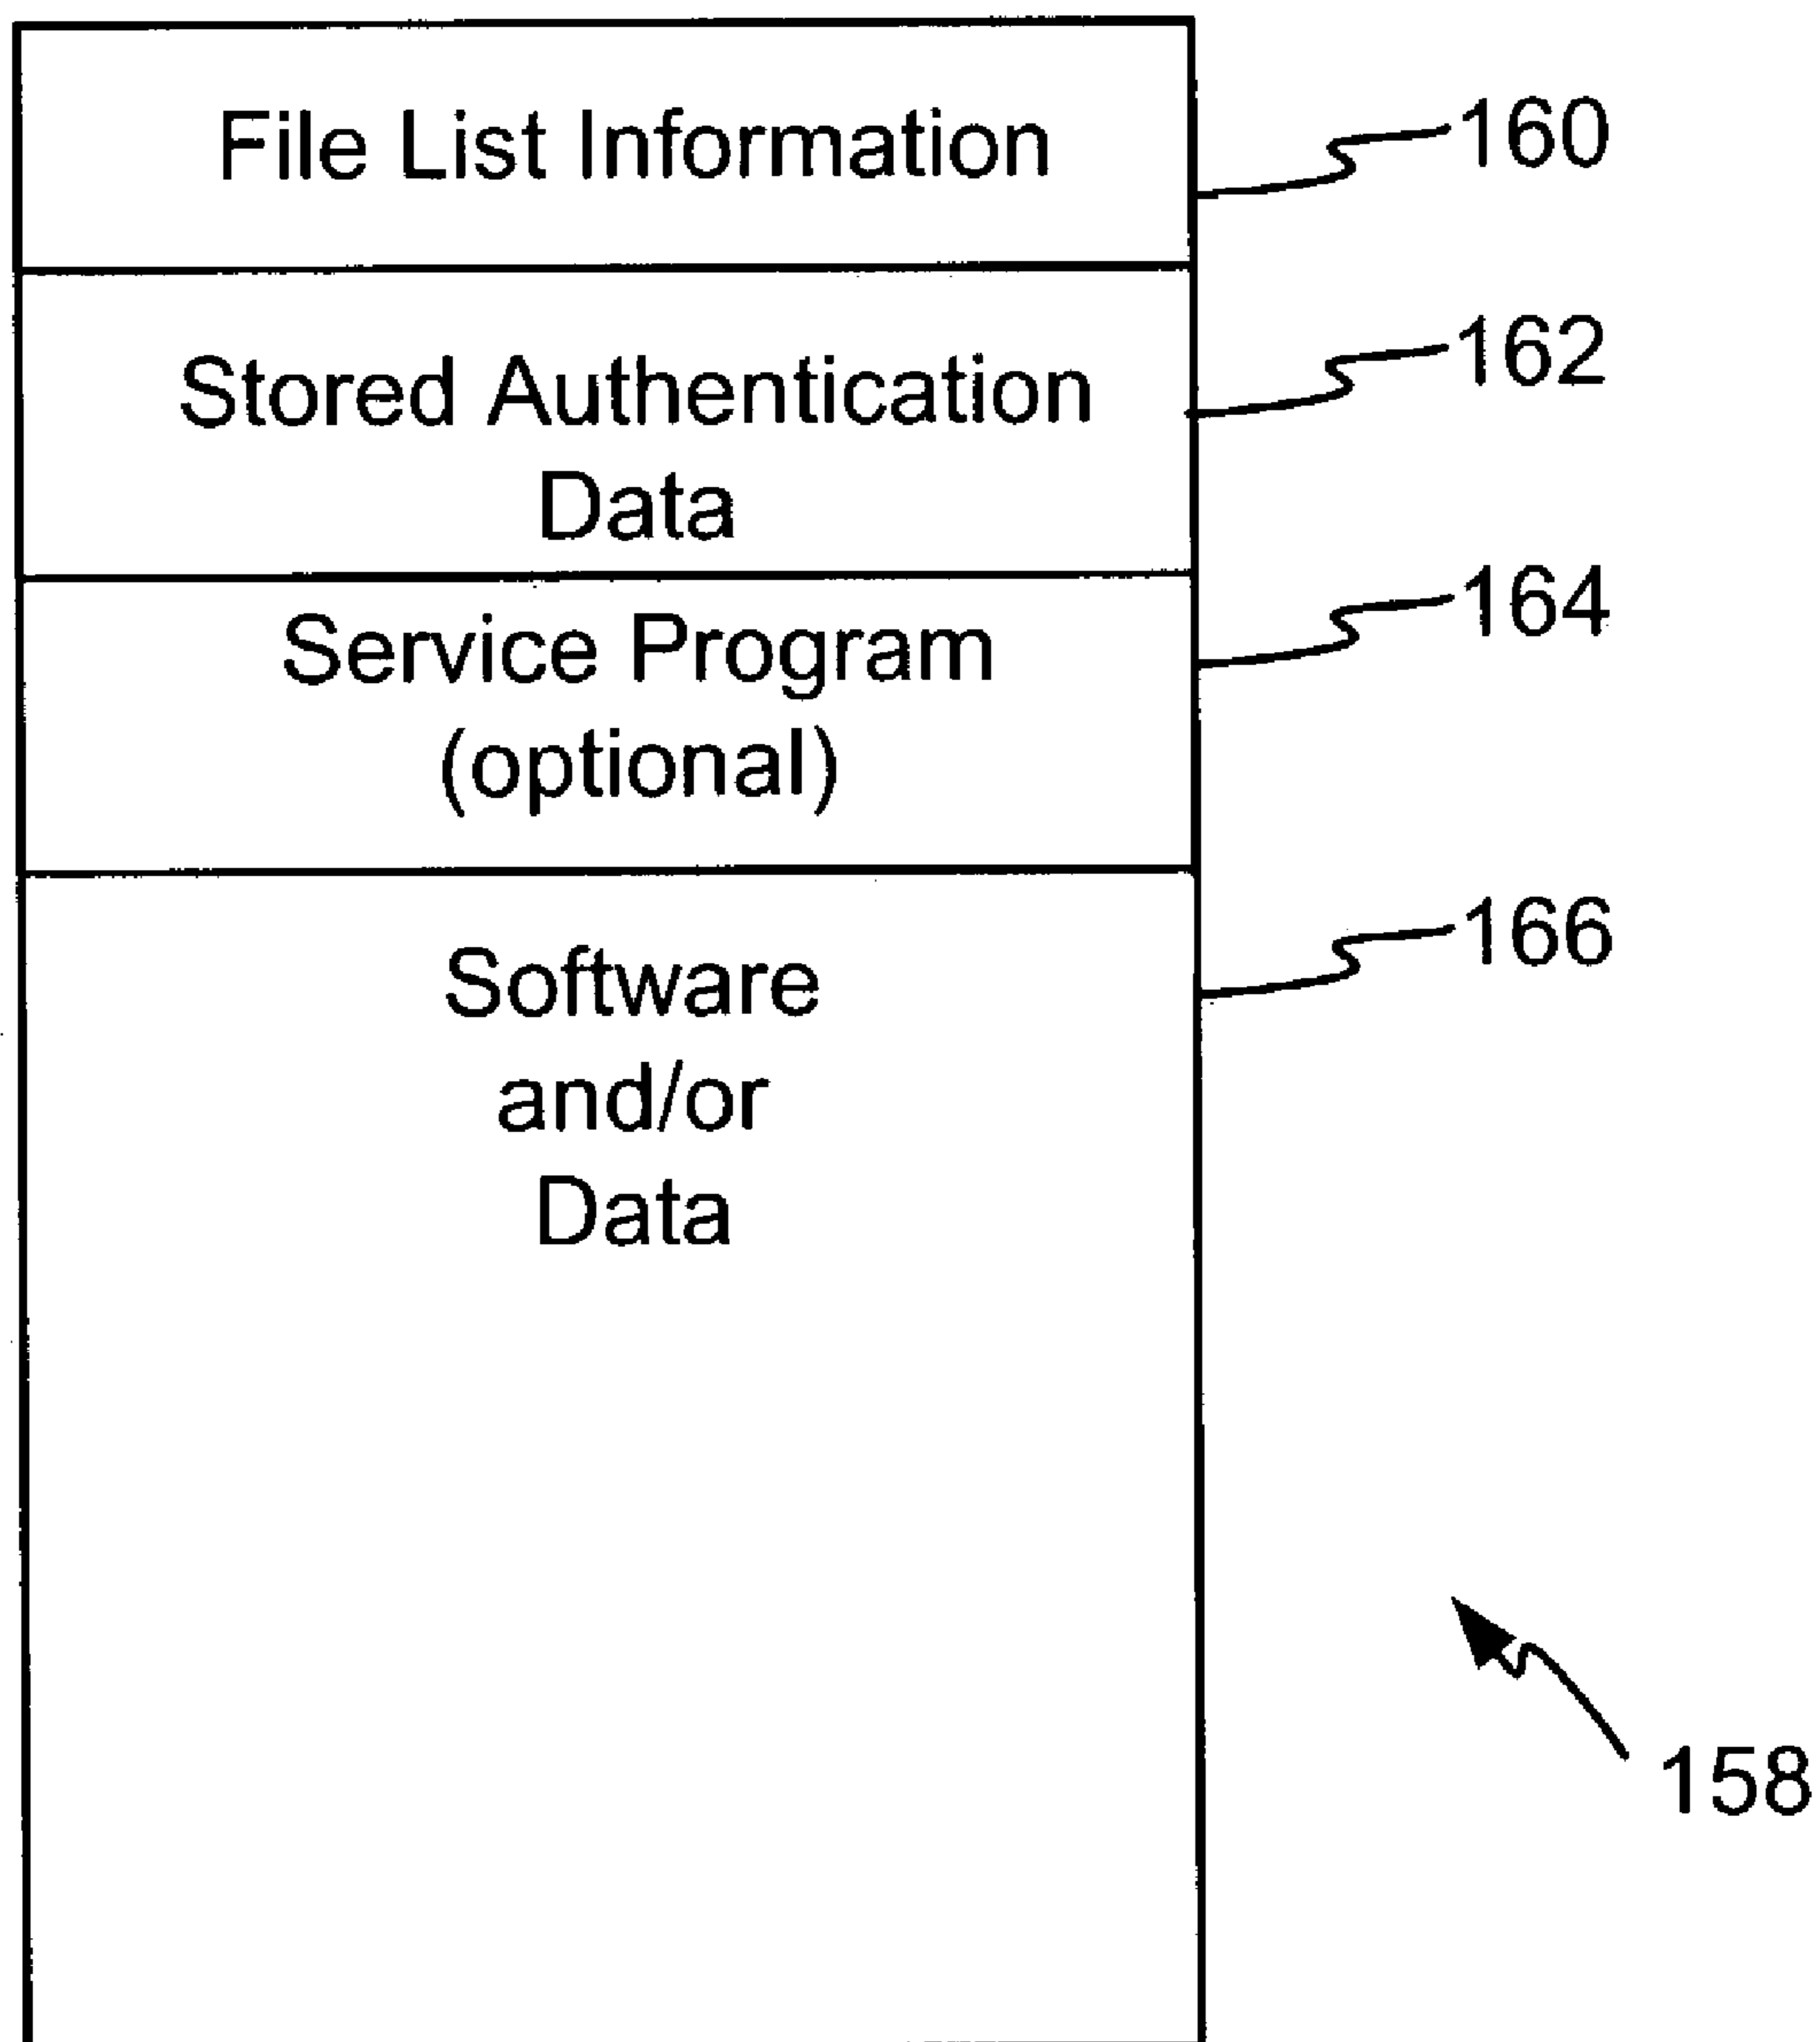 File List Information
160
Stored Authentication
Data
162
Service Program
(optional)
164
Software
and/or
Data
166
158